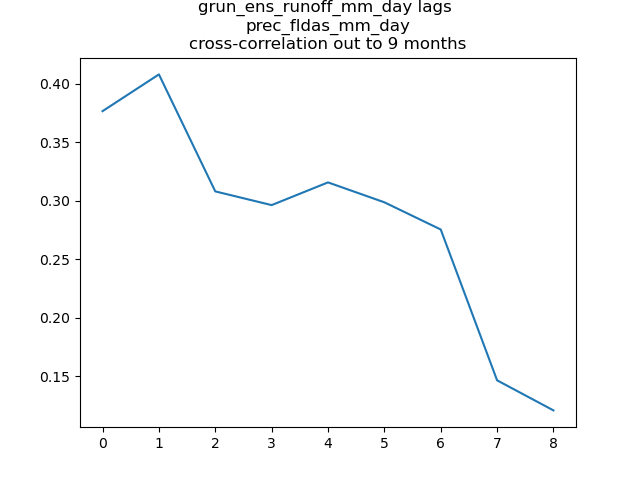 grun_ens_runoff_mm_day lags
prec_fldas_mm_day
cross-correlation out to 9 months
0.40
0.35
0.30
0.25
0.20
0.15
0 1 2 3 4 5 6 7 8